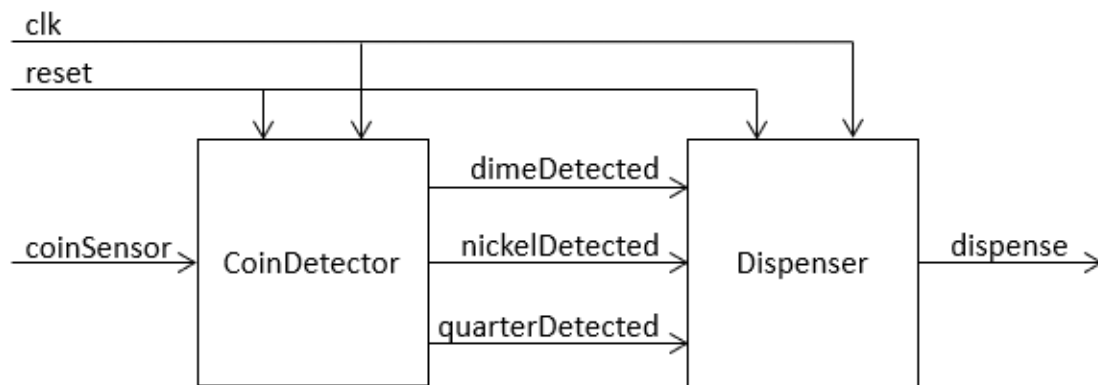 clk
reset
dimeDetected
coinSensor
CoinDetector
nickelDetected
Dispenser
dispense
quarterDetected